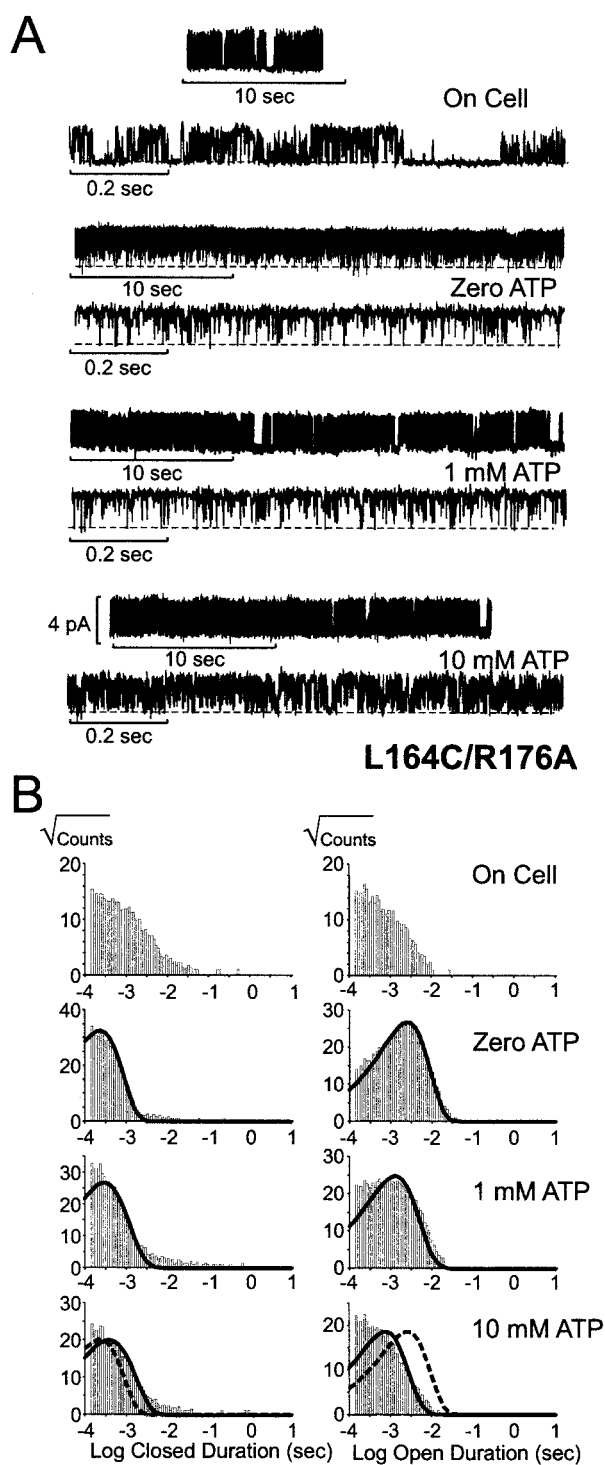 A
10 sec
On Cell
0.2 sec
10 sec
Zero ATP
0.2 sec
10 sec
1 mM ATP
0.2 sec
4 pA
10 sec
10 mM ATP
0.2 sec
L164C/R176A
B
√Counts √Counts
20 20 On Cell
15 15
10 10
5 5
0 0
-4 -3 -2 -1 0 1 -4 -3 -2 -1 0 1
40 30 Zero ATP
20 20
10
0 0
-4 -3 -2 -1 0 1 -4 -3 -2 -1 0 1
30 30 1 mM ATP
20 20
10 10
0 0
-4 -3 -2 -1 0 1 -4 -3 -2 -1 0 1
30 20 10 mM ATP
20 15
10 10
5
0 0
-4 -3 -2 -1 0 1 -4 -3 -2 -1 0 1
Log Closed Duration (sec) Log Open Duration (sec)